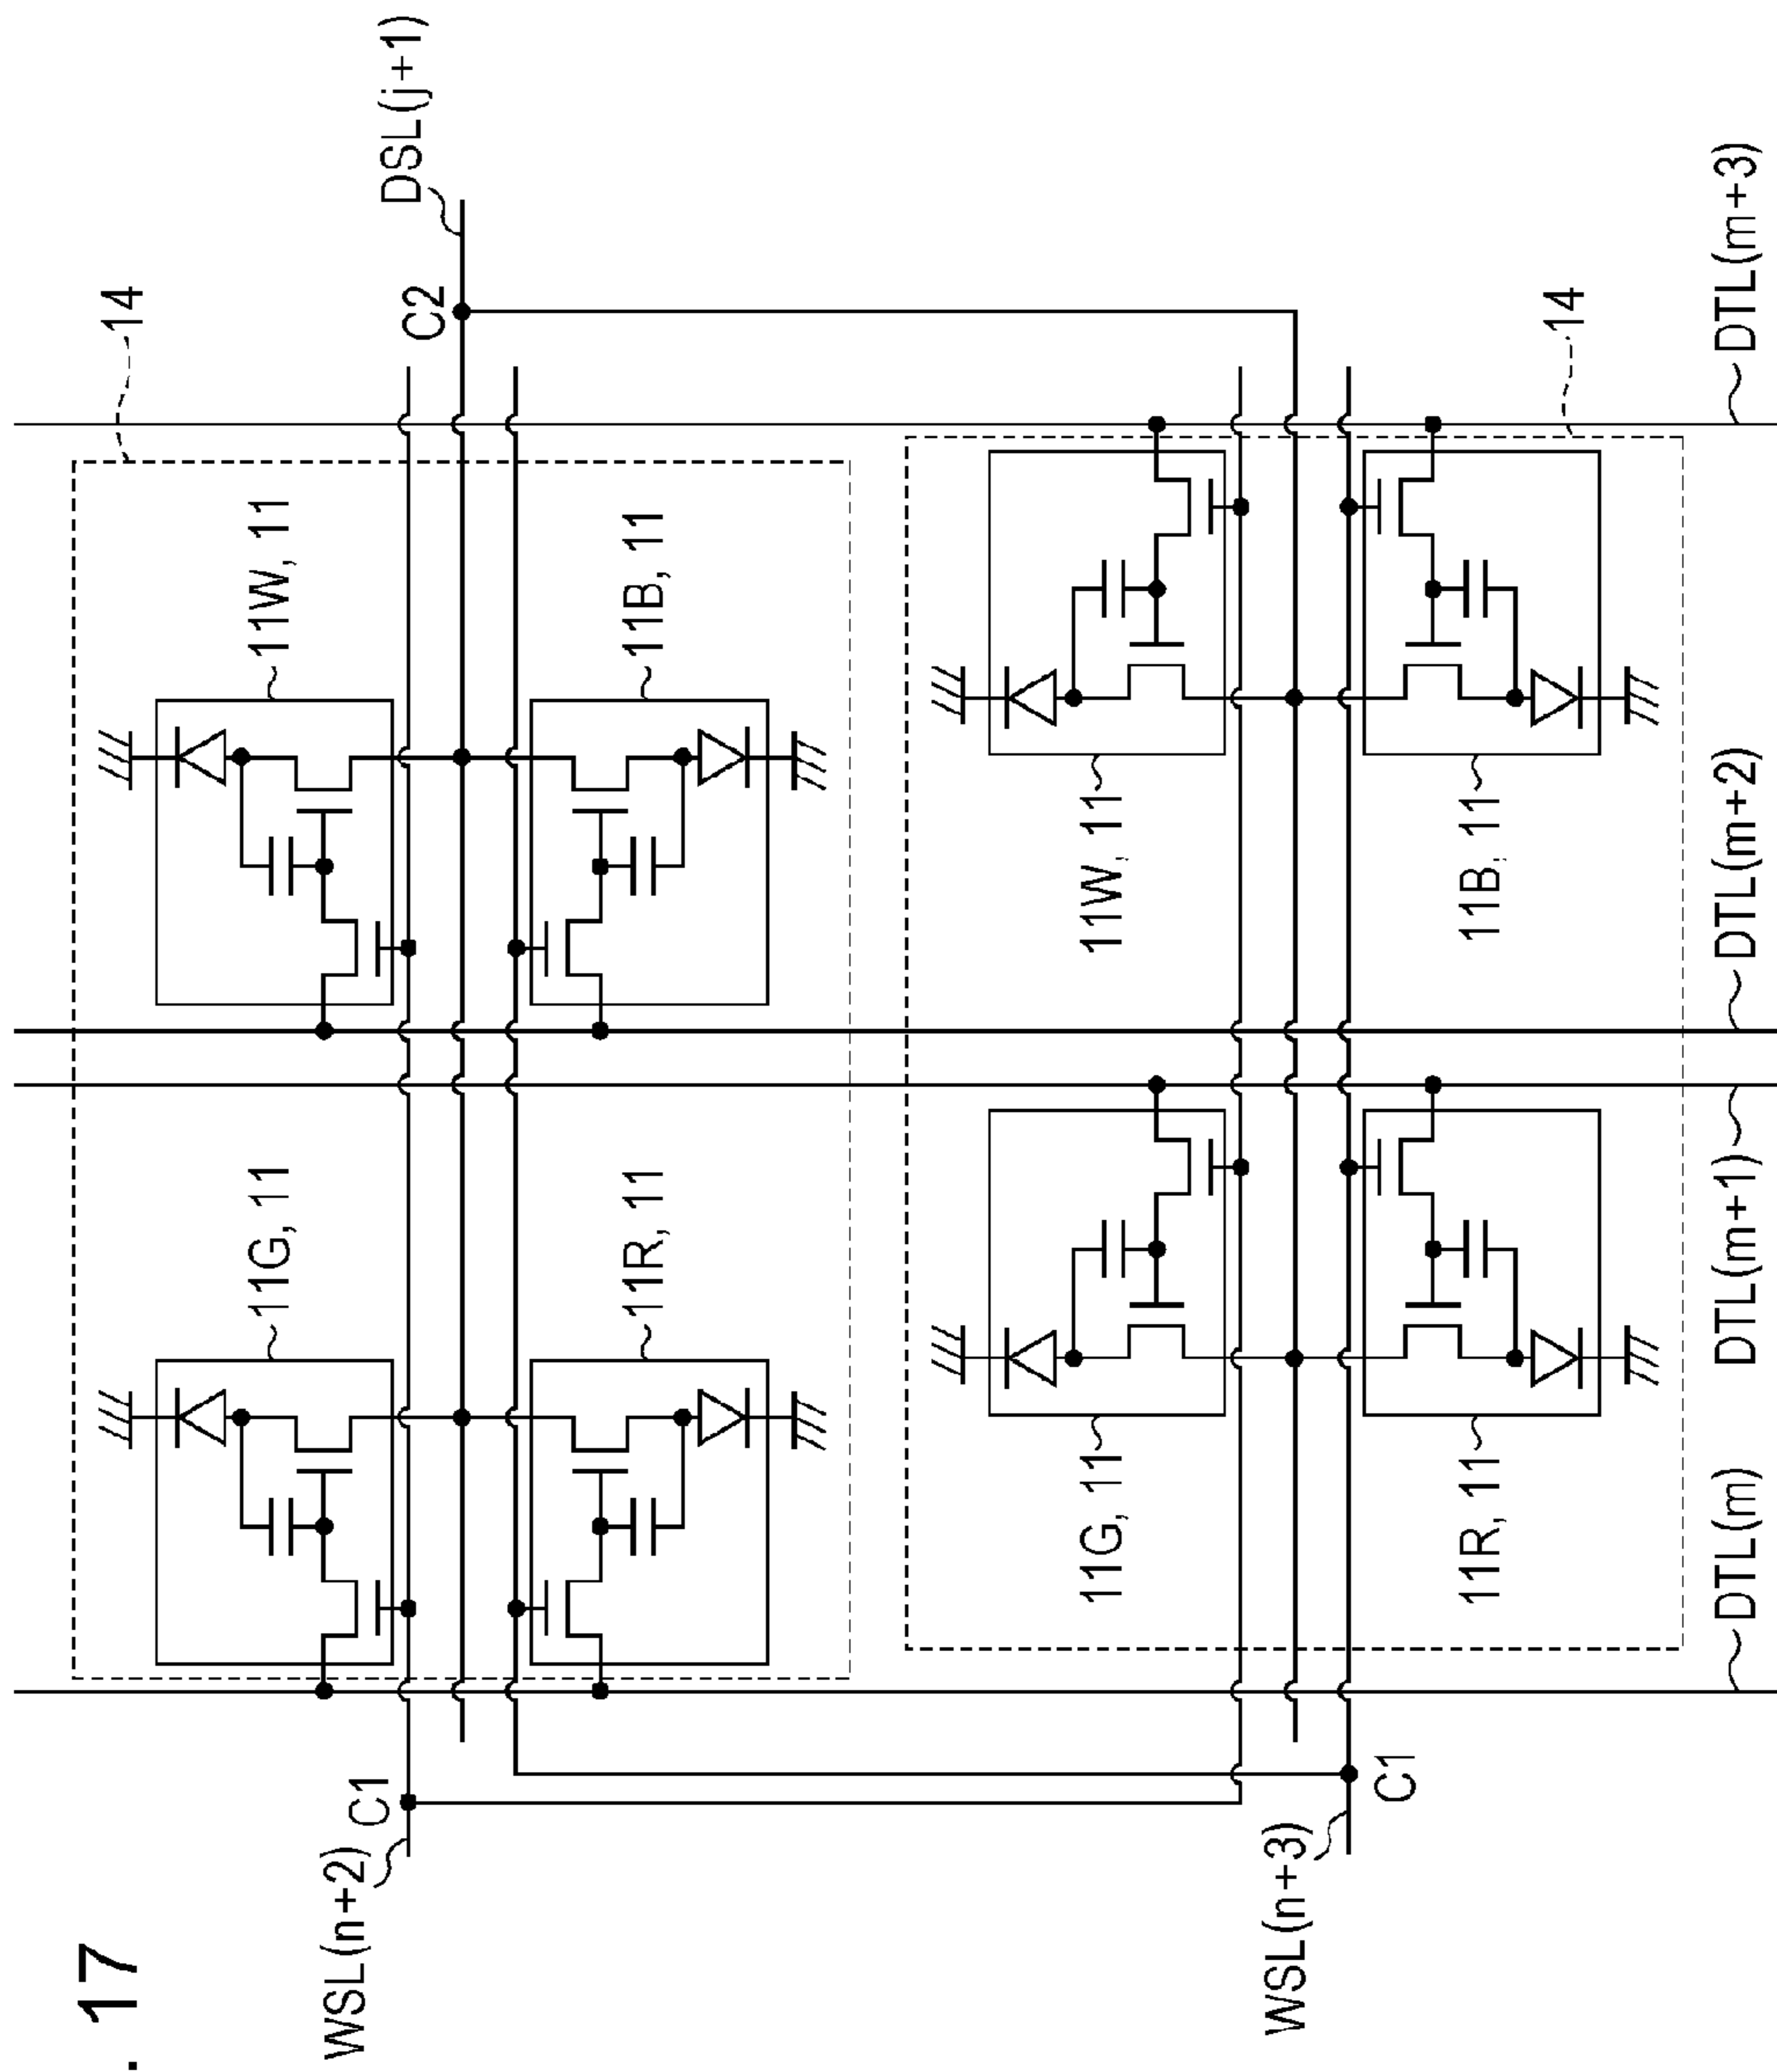 . 17
DSL(j+1)
14
C2
11W, 11
11B, 11
11G, 11
11R, 11
C1
WSL(n+2)
14
11W, 11
11B, 11
11G, 11
11R, 11
C1
WSL(n+3)
DTL(m)
DTL(m+1)
DTL(m+2)
DTL(m+3)